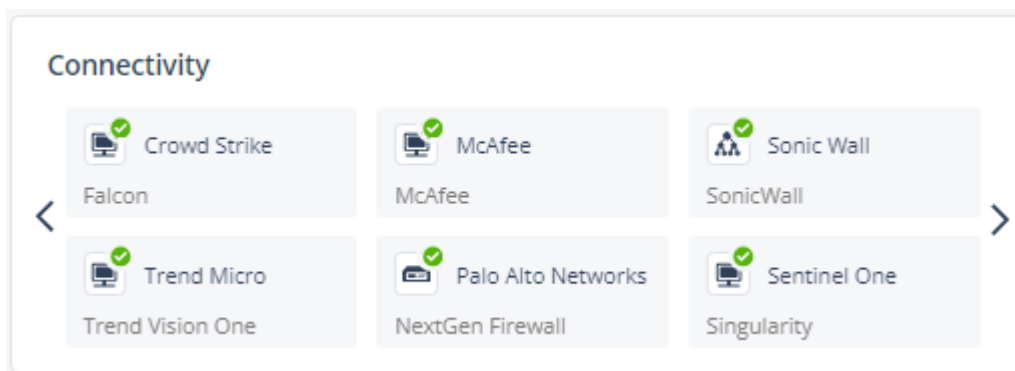 Connectivity
Crowd Strike
Falcon
McAfee
McAfee
Sonic Wall
SonicWall
Trend Micro
Trend Vision One
Palo Alto Networks
NextGen Firewall
Sentinel One
Singularity